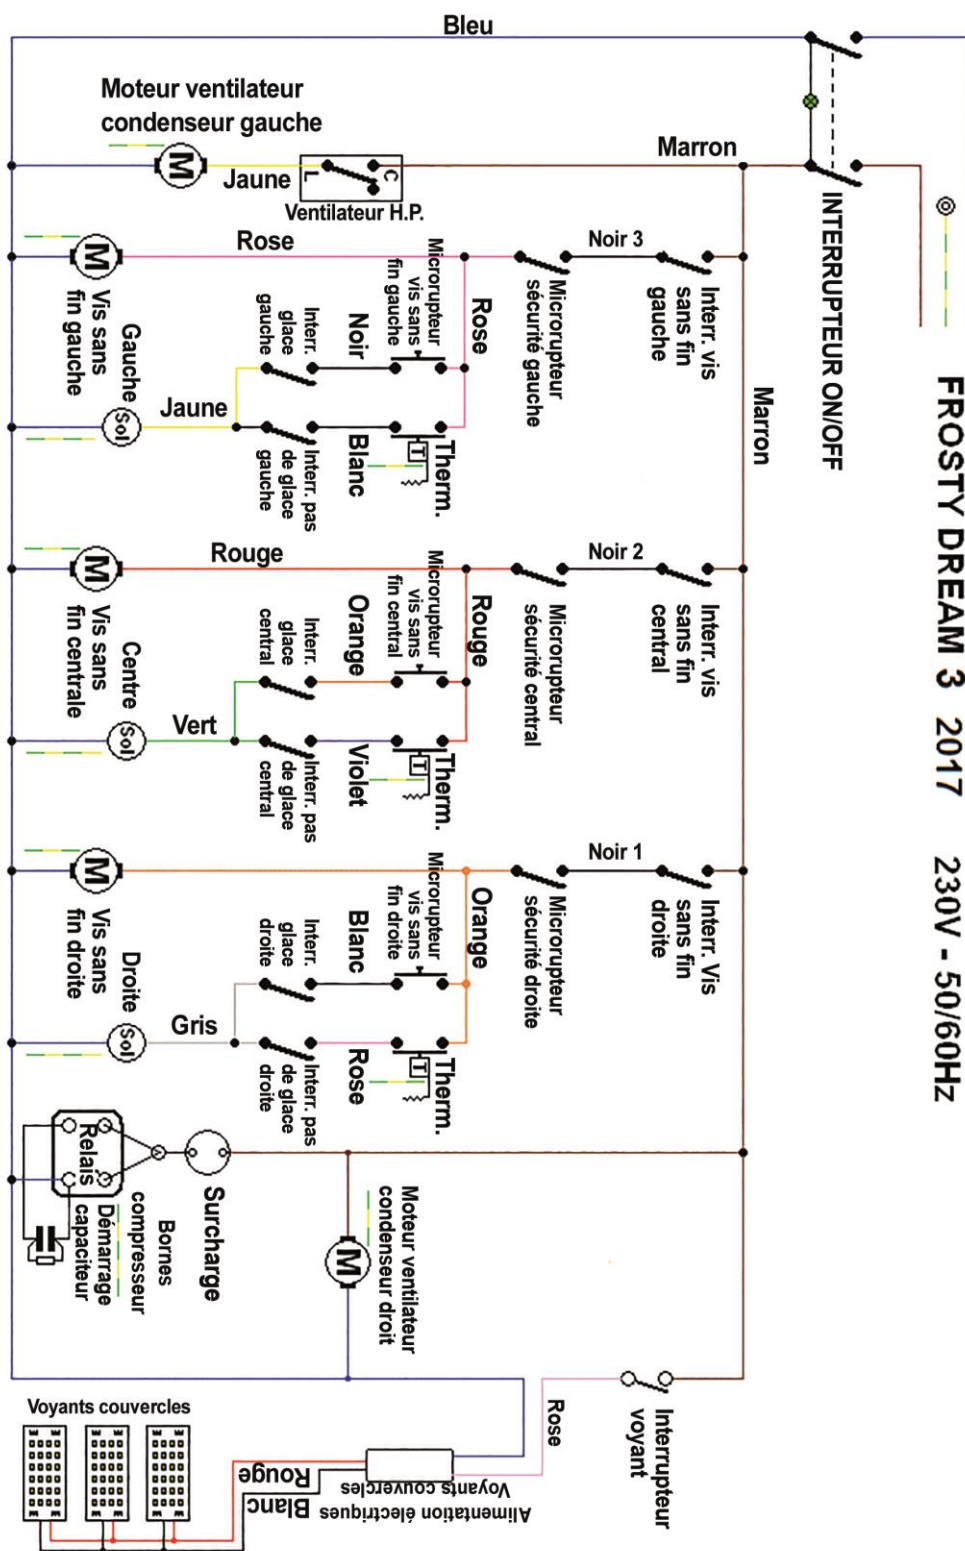 FROSTY DREAM 3 2017 230V - 50/60Hz
Bleu
INTERRUPTEUR ON/OFF
Moteur ventilateur
condenseur gauche
M
Jaune
L
C
Ventilateur H.P.
Marron
Marron
M
Vis sans
fin gauche
Rose
Microrupteur
vis sans
fin gauche
Rose
Microrupteur
sécurité gauche
Noir 3
Interr. vis
sans fin
gauche
Gauche
Sol
Jaune
Interr.
glace
gauche
Noir
Interr. pas
de glace
gauche
Blanc
T
Therm.
M
Vis sans
fin centrale
Rouge
Microrupteur
vis sans
fin central
Rouge
Microrupteur
sécurité central
Noir 2
Interr. vis
sans fin
central
Centre
Sol
Vert
Interr.
glace
central
Orange
Interr. pas
de glace
central
Violet
T
Therm.
M
Vis sans
fin droite
Microrupteur
vis sans
fin droite
Orange
Microrupteur
sécurité droite
Noir 1
Interr. Vis
sans fin
droite
Droite
Sol
Gris
Interr.
glace
droite
Blanc
Interr. pas
de glace
droite
Rose
T
Therm.
Relais
Surcharge
Bornes
compresseur
Démarrage
capaciteur
Moteur ventilateur
condenseur droit
M
Interrupteur
voyant
Rose
Voyants couvercles
Rouge
Blanc
Alimentation électriques
Voyants couvercles